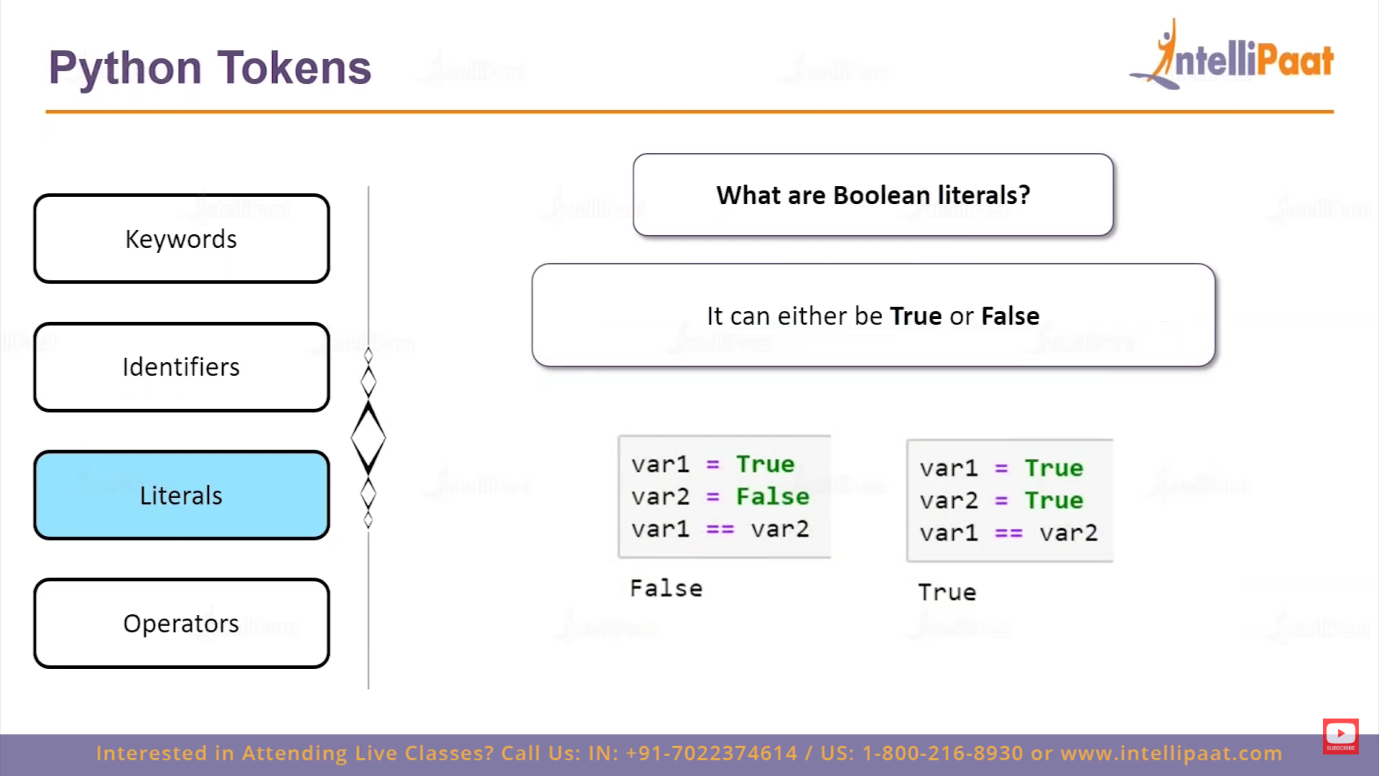 Python Tokens
IntelliPaat
Keywords
Identifiers
Literals
Operators
What are Boolean literals?
It can either be True or False
var1 = True
var2 = False
var1 == var2
False
var1 = True
var2 = True
var1 == var2
True
SUBSCRIBE
Interested in Attending Live Classes? Call Us: IN: +91-7022374614 / US: 1-800-216-8930 or www.intellipaat.com